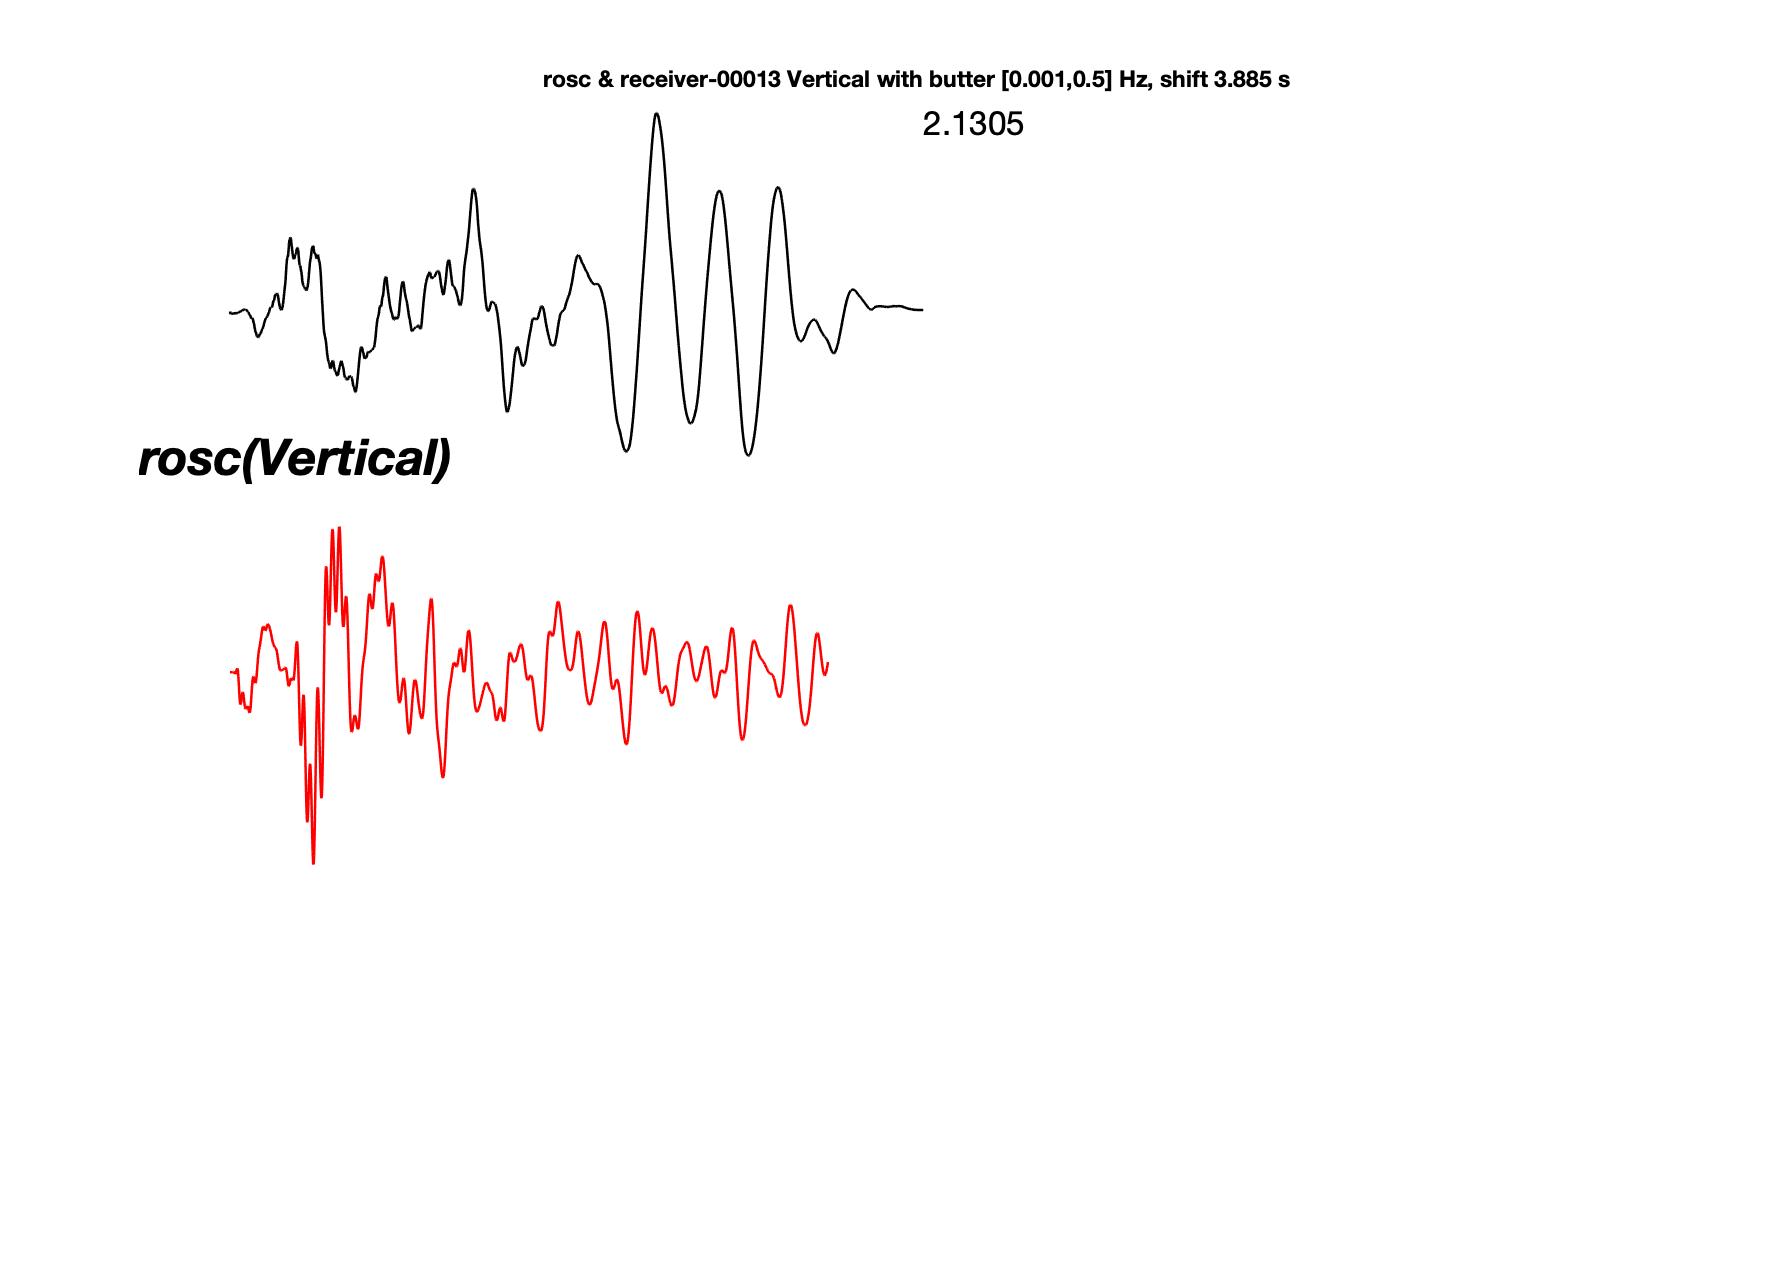 rosc & receiver-00013 Vertical with butter [0.001,0.5] Hz, shift 3.885 s
2.1305
rosc(Vertical)